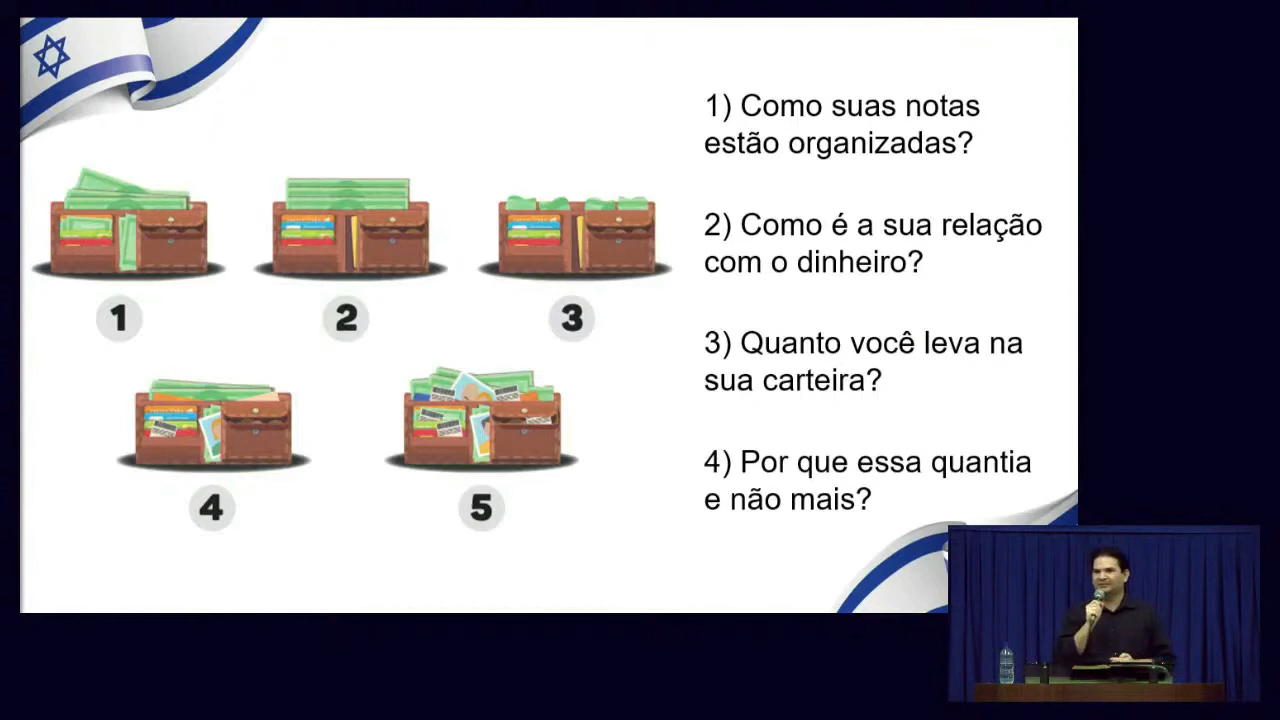 1) Como suas notas
estão organizadas?
2) Como é a sua relação
com o dinheiro?
3) Quanto você leva na
sua carteira?
4) Por que essa quantia
e não mais?
1
2
3
4
5